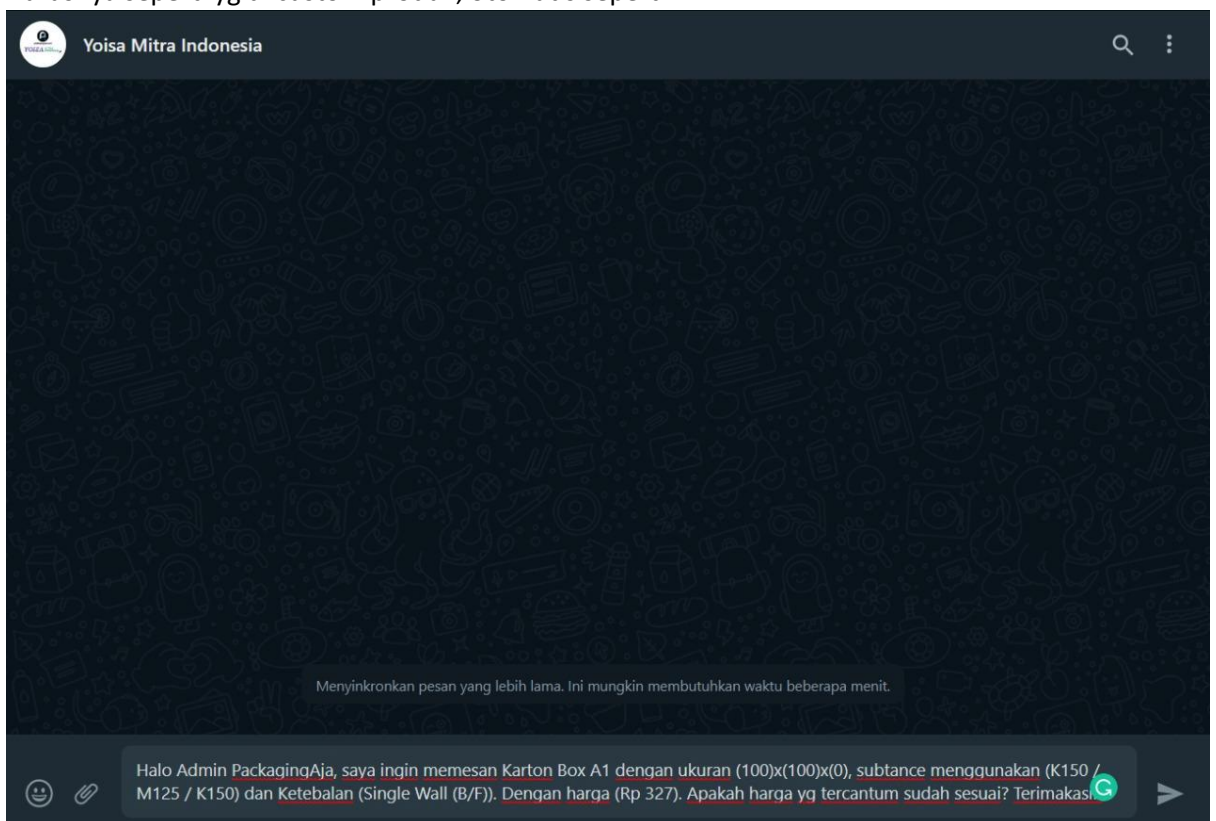 Yoisa Mitra Indonesia
Menyinkronkan pesan yang lebih lama. Ini mungkin membutuhkan waktu beberapa menit.
Halo Admin PackagingAja, saya ingin memesan Karton Box A1 dengan ukuran (100)x(100)x(0), subtance menggunakan (K150 /
M125 / K150) dan Ketebalan (Single Wall (B/F)). Dengan harga (Rp 327). Apakah harga yg tercantum sudah sesuai?